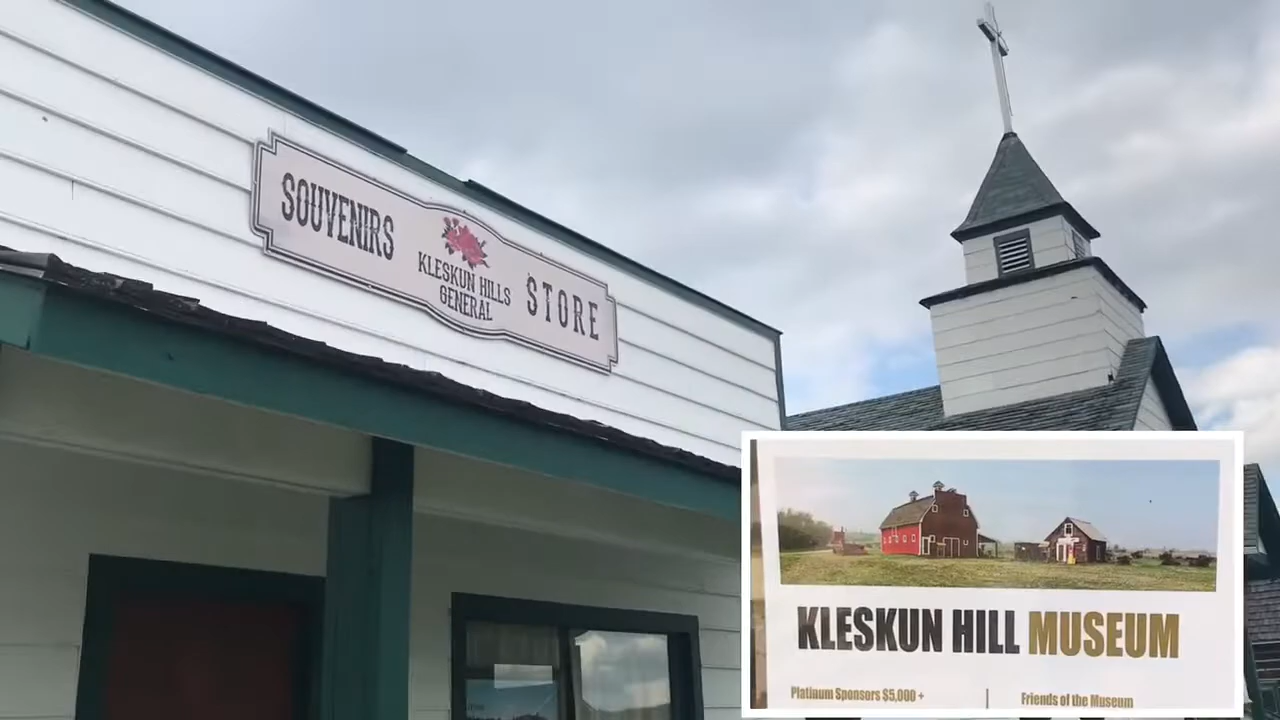 SOUVENIRS
KLESKUN HILLS
GENERAL
STORE
KLESKUN HILL MUSEUM
Platinum Sponsors $5,000 +
Friends of the Museum